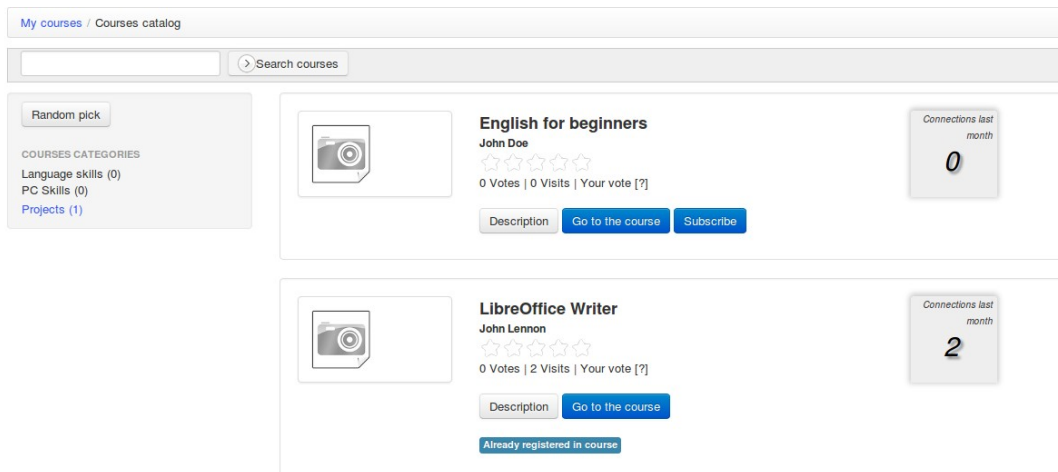 My courses / Courses catalog
Search courses
Random pick
COURSES CATEGORIES
Language skills (0)
PC Skills (0)
Projects (1)
English for beginners
John Doe
0 Votes | 0 Visits | Your vote [?]
Description Go to the course Subscribe
Connections last
month
0
LibreOffice Writer
John Lennon
0 Votes | 2 Visits | Your vote [?]
Description Go to the course
Already registered in course
Connections last
month
2